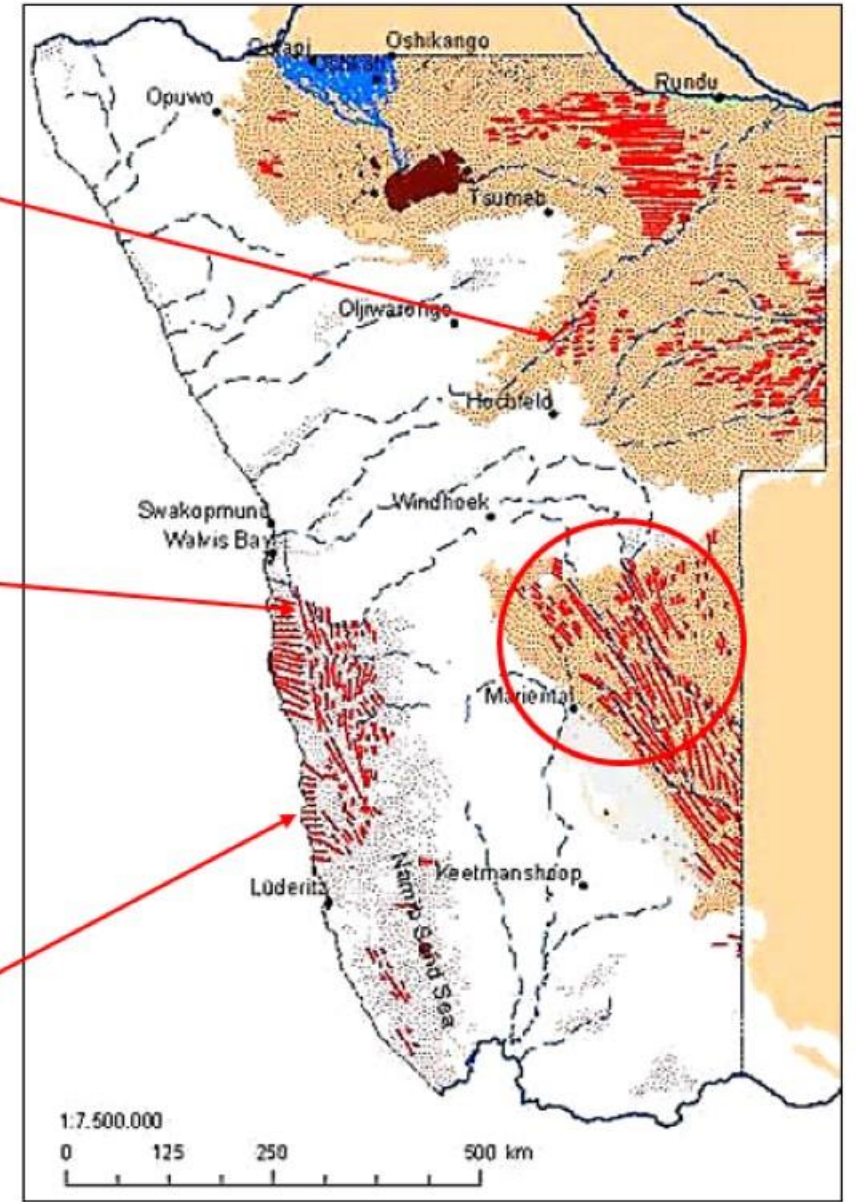 Oshikango
Rundu
Opuwo
Tsumeb
Otjiwarongo
Hochfeld
Windhoek
Swakopmund
Walvis Bay
Mariental
Keetmanshoop
Lüderitz
Namib Sand Sea
1:7.500.000
0 125 250 500 km